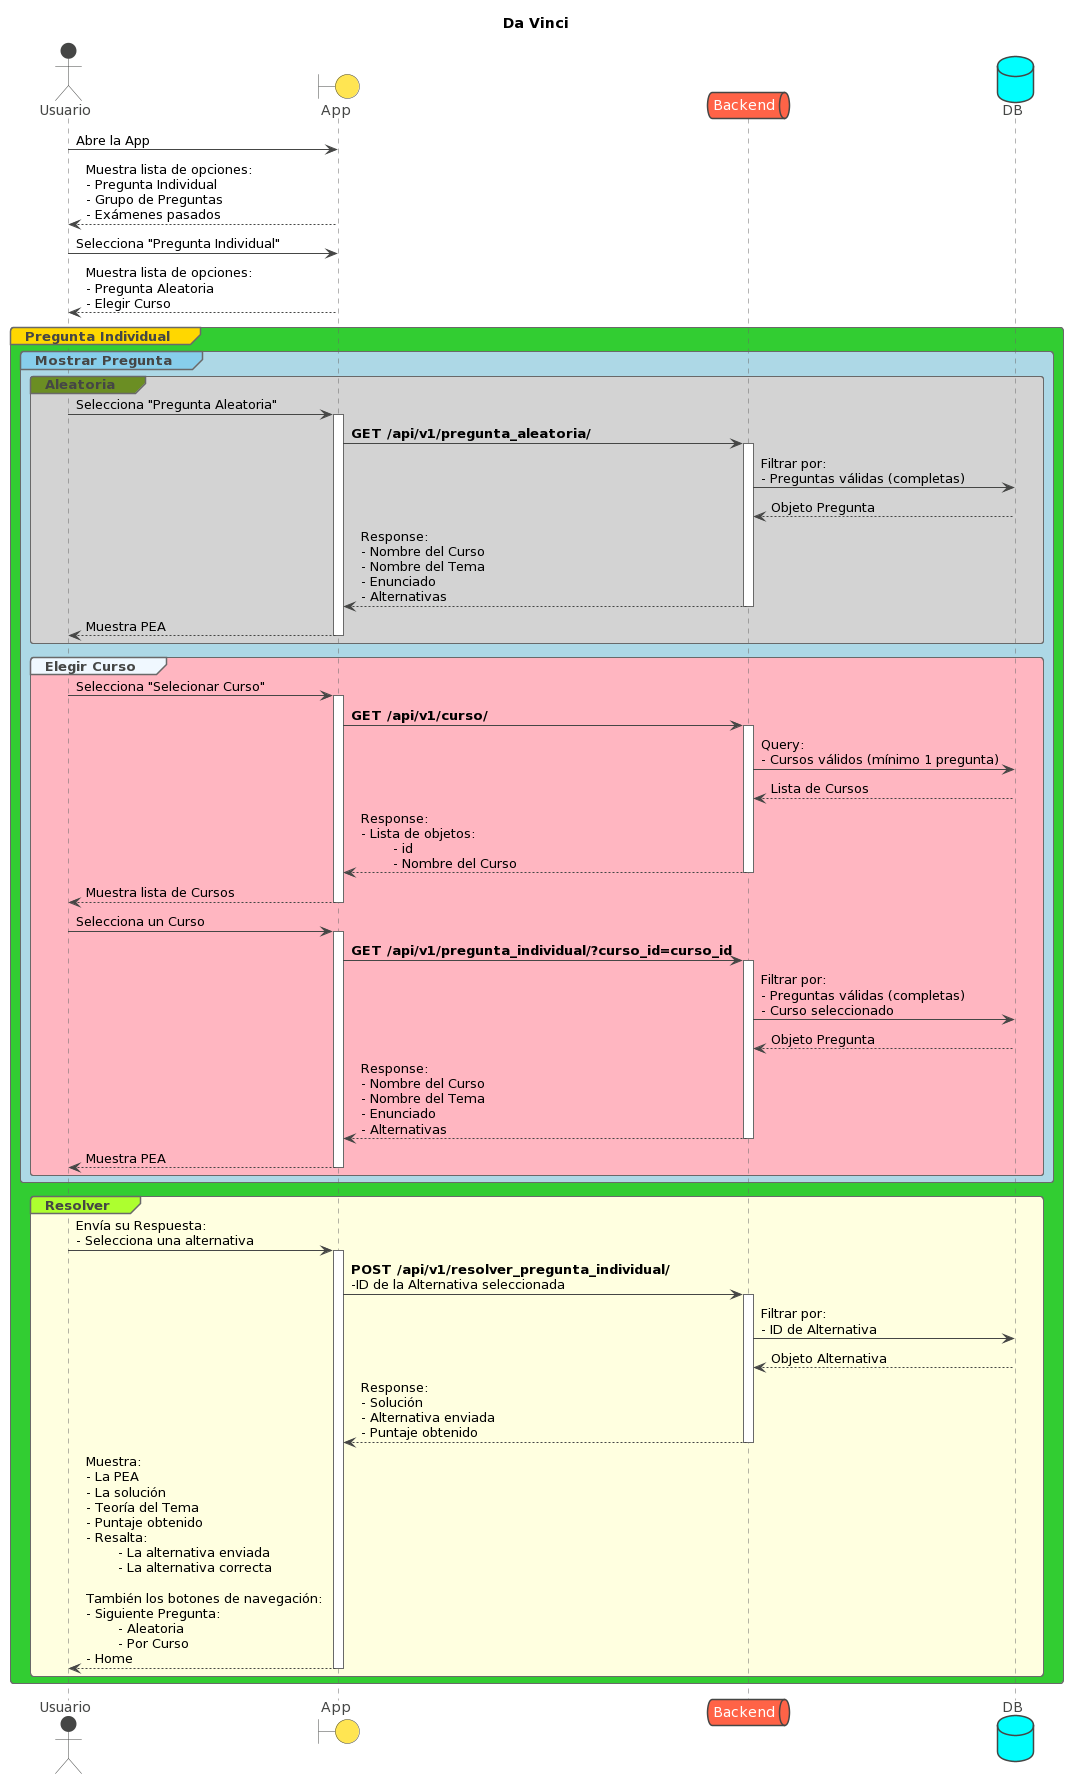 Da Vinci
Usuario
App
Backend
DB
Abre la App
Muestra lista de opciones:
- Pregunta Individual
- Grupo de Preguntas
- Exámenes pasados
Selecciona "Pregunta Individual"
Muestra lista de opciones:
- Pregunta Aleatoria
- Elegir Curso
Pregunta Individual
Mostrar Pregunta
Aleatoria
Selecciona "Pregunta Aleatoria"
GET /api/v1/pregunta_aleatoria/
Filtrar por:
- Preguntas válidas (completas)
Objeto Pregunta
Response:
- Nombre del Curso
- Nombre del Tema
- Enunciado
- Alternativas
Muestra PEA
Elegir Curso
Selecciona "Selecionar Curso"
GET /api/v1/curso/
Query:
- Cursos válidos (mínimo 1 pregunta)
Lista de Cursos
Response:
- Lista de objetos:
- id
- Nombre del Curso
Muestra lista de Cursos
Selecciona un Curso
GET /api/v1/pregunta_individual/?curso_id=curso_id
Filtrar por:
- Preguntas válidas (completas)
- Curso seleccionado
Objeto Pregunta
Response:
- Nombre del Curso
- Nombre del Tema
- Enunciado
- Alternativas
Muestra PEA
Resolver
Envía su Respuesta:
- Selecciona una alternativa
POST /api/v1/resolver_pregunta_individual/
-ID de la Alternativa seleccionada
Filtrar por:
- ID de Alternativa
Objeto Alternativa
Response:
- Solución
- Alternativa enviada
- Puntaje obtenido
Muestra:
- La PEA
- La solución
- Teoría del Tema
- Puntaje obtenido
- Resalta:
- La alternativa enviada
- La alternativa correcta
También los botones de navegación:
- Siguiente Pregunta:
- Aleatoria
- Por Curso
- Home
Usuario
App
Backend
DB